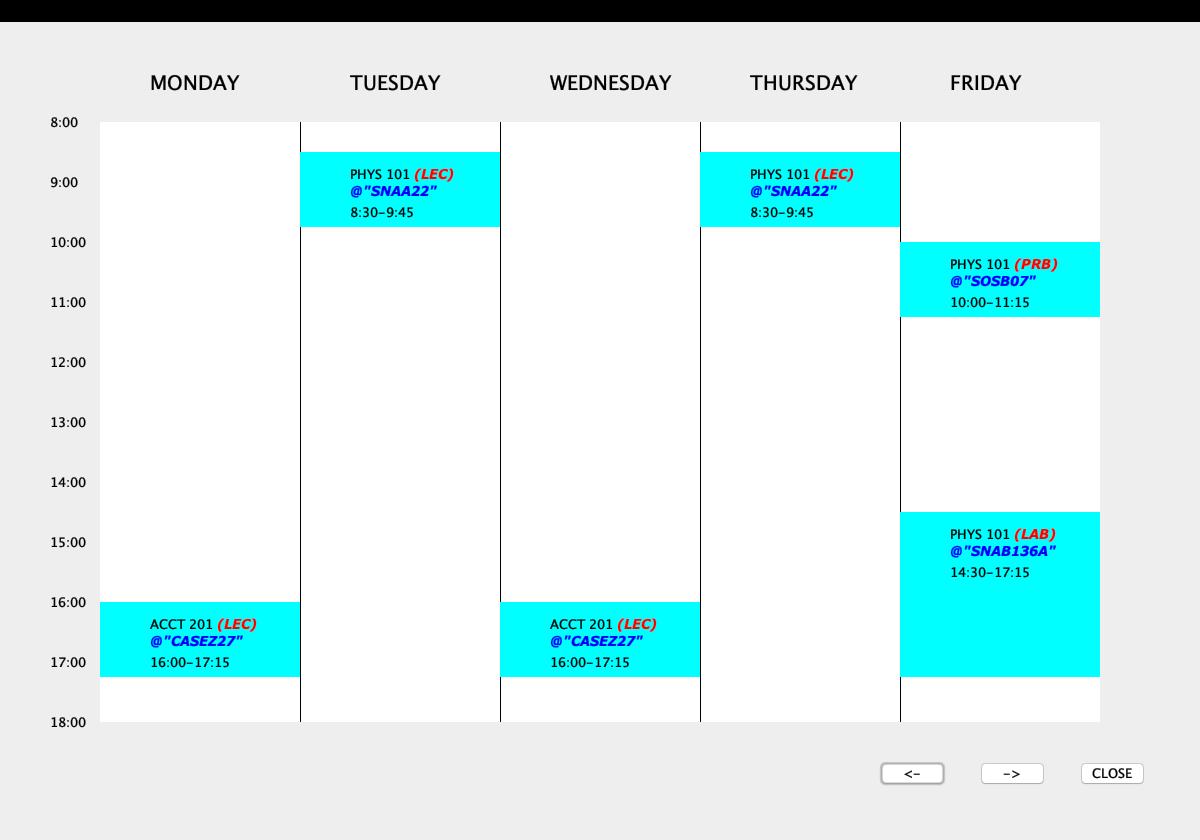 MONDAY TUESDAY WEDNESDAY THURSDAY FRIDAY
8:00
PHYS 101 (LEC)
@"SNAA22"
8:30-9:45
PHYS 101 (LEC)
@"SNAA22"
8:30-9:45
9:00
10:00
PHYS 101 (PRB)
@"SOSB07"
10:00-11:15
11:00
12:00
13:00
14:00
PHYS 101 (LAB)
@"SNAB136A"
14:30-17:15
15:00
16:00
ACCT 201 (LEC)
@"CASEZ27"
16:00-17:15
ACCT 201 (LEC)
@"CASEZ27"
16:00-17:15
17:00
18:00
<- -> CLOSE